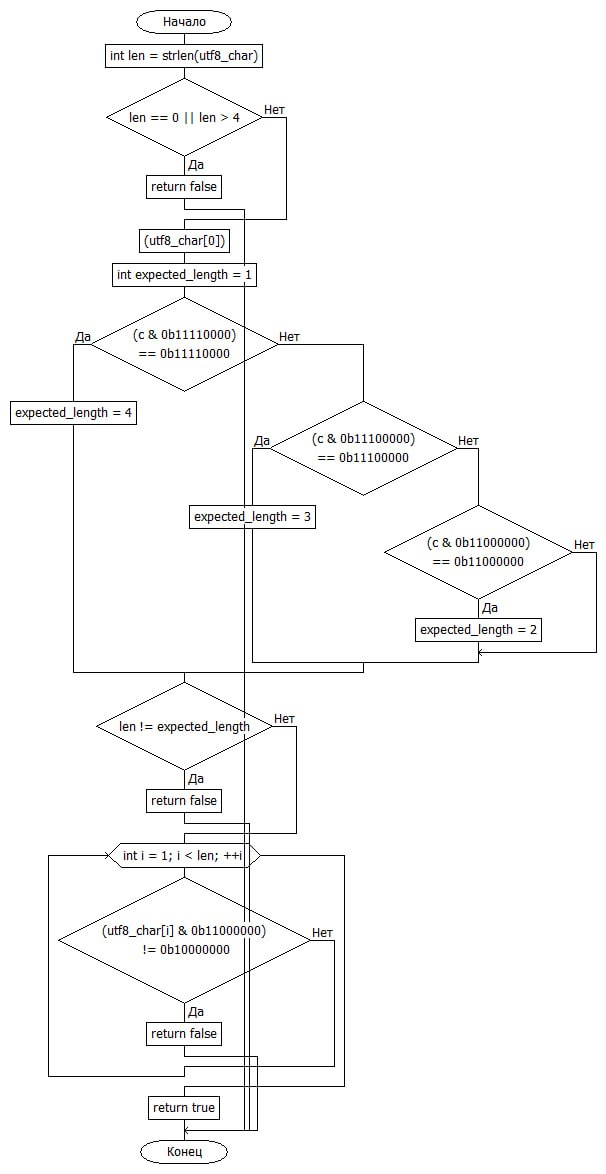 Начало
int len = strlen(utf8_char)
len == 0 || len > 4
Нет
Да
return false
(utf8_char[0])
int expected_length = 1
(c & 0b11110000)
== 0b11110000
Да
Нет
expected_length = 4
(c & 0b11100000)
== 0b11100000
Да
Нет
expected_length = 3
(c & 0b11000000)
== 0b11000000
Нет
Да
expected_length = 2
len != expected_length
Нет
Да
return false
int i = 1; i < len; ++i
(utf8_char[i] & 0b11000000)
!= 0b10000000
Нет
Да
return false
return true
Конец